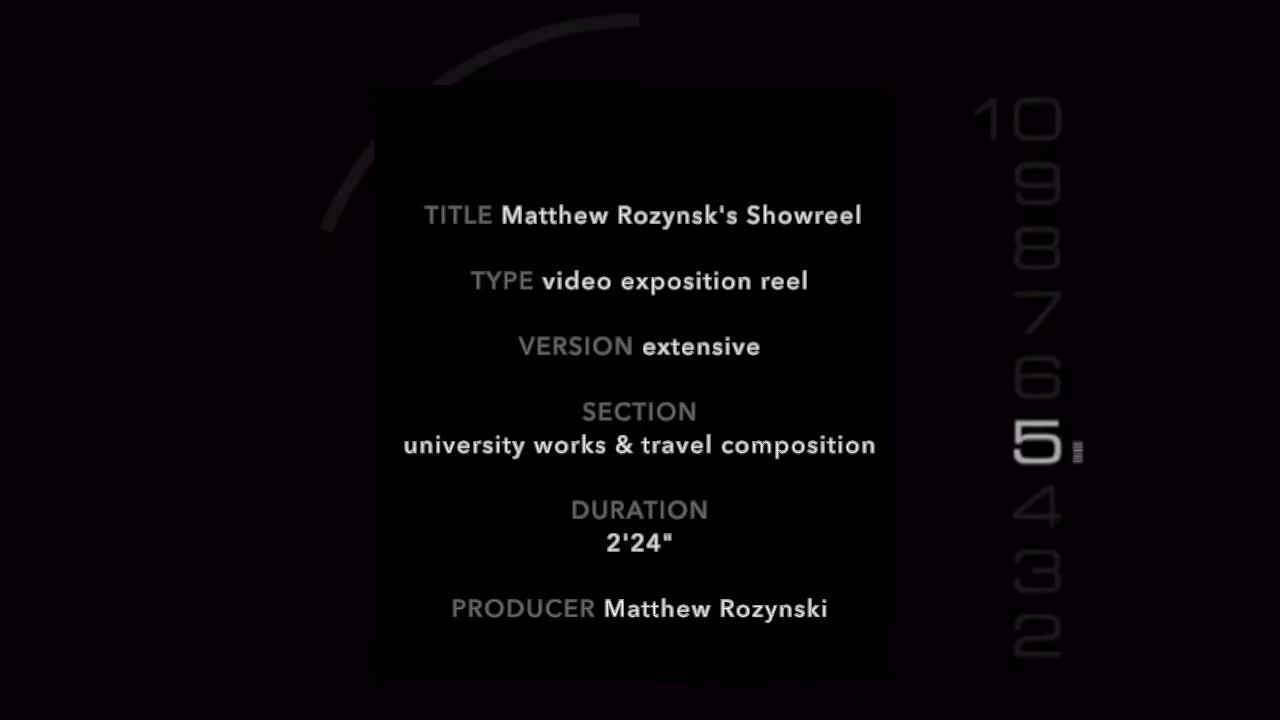 TITLE Matthew Rozynsk's Showreel
TYPE video exposition reel
VERSION extensive
SECTION
university works & travel composition
DURATION
2'24"
PRODUCER Matthew Rozynski
10
9
8
7
6
5
4
3
2